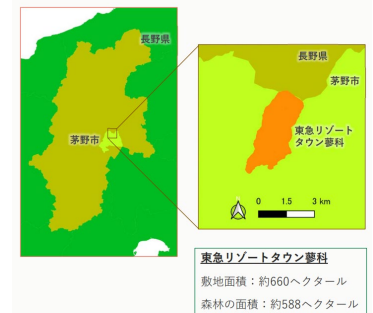 長野県
茅野市
長野県
茅野市
東急リゾート
タウン蓼科
0 1.5 3 km
東急リゾートタウン蓼科
敷地面積：約660ヘクタール
森林の面積：約588ヘクタール